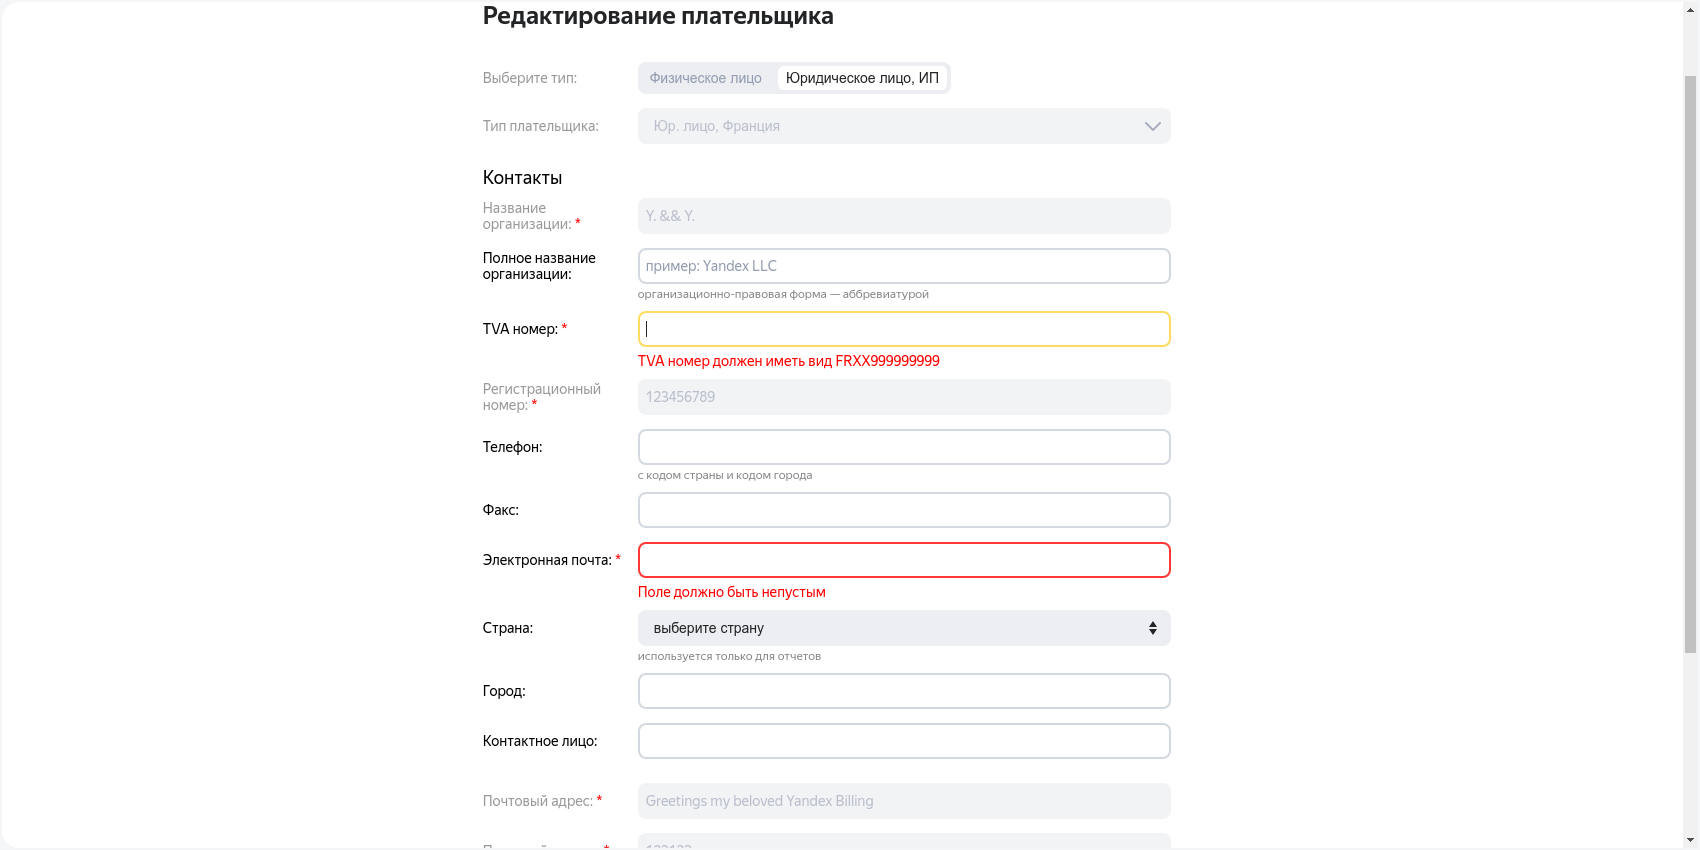 Редактирование плательщика
Выберите тип:
Физическое лицо
Юридическое лицо, ИП
Тип плательщика:
Юр. лицо, Франция
Контакты
Название
организации: *
Y. && Y.
Полное название
организации:
пример: Yandex LLC
организационно-правовая форма — аббревиатурой
TVA номер: *
TVA номер должен иметь вид FRXX999999999
Регистрационный
номер: *
123456789
Телефон:
с кодом страны и кодом города
Факс:
Электронная почта: *
Поле должно быть непустым
Страна:
выберите страну
используется только для отчетов
Город:
Контактное лицо:
Почтовый адрес: *
Greetings my beloved Yandex Billing